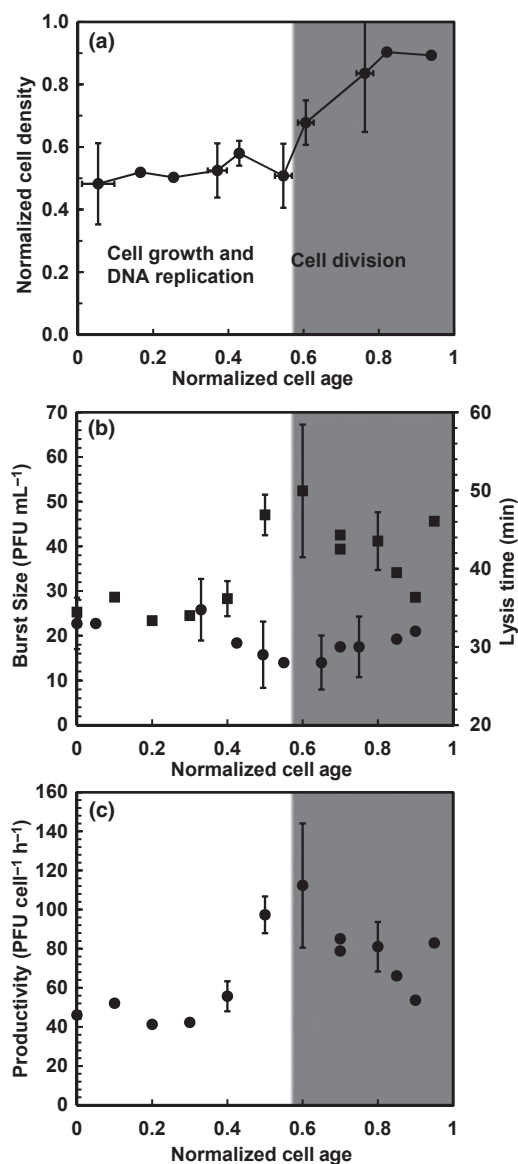 (a)
Normalized cell density
1.0
0.8
0.6
0.4
0.2
0.0
Cell growth and
DNA replication
Cell division
0 0.2 0.4 0.6 0.8 1
Normalized cell age
(b)
Burst Size (PFU mL⁻¹)
70
60
50
40
30
20
10
0
60
50
40
30
20
Lysis time (min)
0 0.2 0.4 0.6 0.8 1
Normalized cell age
(c)
Productivity (PFU cell⁻¹ h⁻¹)
160
140
120
100
80
60
40
20
0
0 0.2 0.4 0.6 0.8 1
Normalized cell age